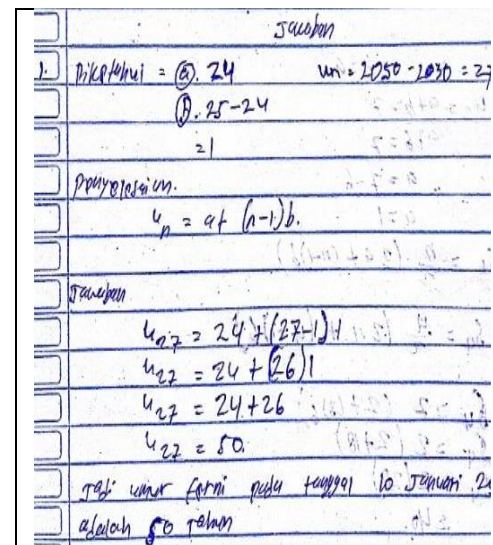 Jawaban
1. Diketahui = ⓐ. 24 Un = 2050 - 2030 = 27
ⓑ. 25-24
=1
Penyelesaian.
Un = a+ (n-1)b.
Jawaban
U27 = 24 + (27-1) 1
U27 = 24 + (26) 1
U27 = 24 + 26
U27 = 50.
Jadi umur fahmi pada tanggal 10 Januari
adalah 50 tahun